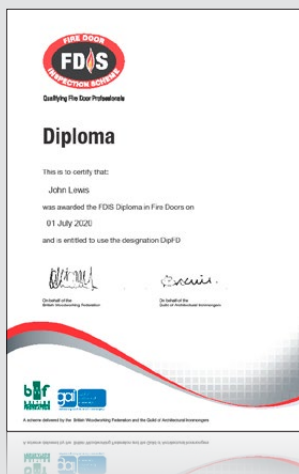 FIRE DOOR
FDIS
INSPECTION SCHEME
Qualifying Fire Door Professionals
Diploma
This is to certify that:
John Lewis
was awarded the FDIS Diploma in Fire Doors on
01 July 2020
and is entitled to use the designation DipFD
On behalf of the
British Woodworking Federation
On behalf of the
Guild of Architectural Ironmongers
bwf
gai
A scheme delivered by the British Woodworking Federation and the Guild of Architectural Ironmongers